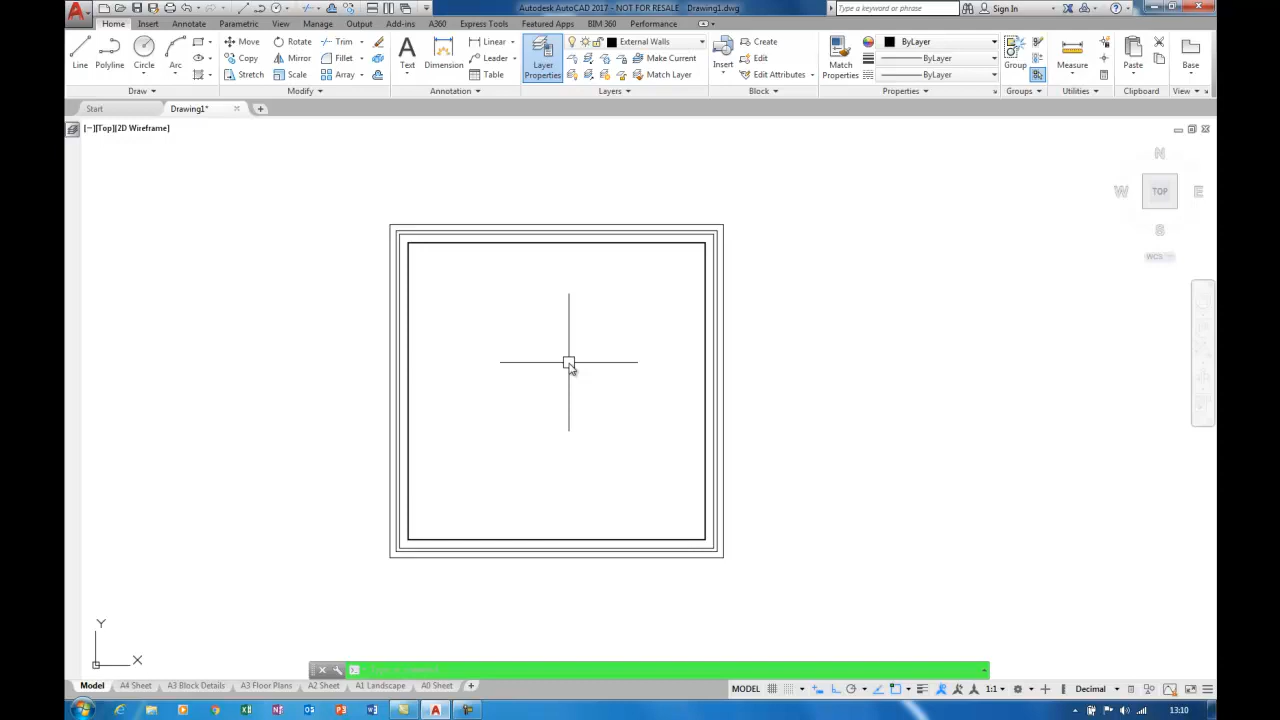 Autodesk AutoCAD 2017 - NOT FOR RESALE Drawing1.dwg
Type a keyword or phrase
Sign In
Home Insert Annotate Parametric View Manage Output Add-ins A360 Express Tools Featured Apps BIM 360 Performance
Line Polyline Circle Arc
Move Rotate Trim
Copy Mirror Fillet
Stretch Scale Array
Text Dimension
Linear
Leader
Table
Layer Properties
External Walls
Make Current
Match Layer
Insert
Create
Edit
Edit Attributes
Match Properties
ByLayer
ByLayer
ByLayer
Group Measure Paste Base
Draw Modify Annotation Layers Block Properties Groups Utilities Clipboard View
Start Drawing1*
[−][Top][2D Wireframe]
N
W TOP E
S
WCS
Y
X
Type a command
Model A4 Sheet A3 Block Details A3 Floor Plans A2 Sheet A1 Landscape A0 Sheet
MODEL 1:1 Decimal
13:10